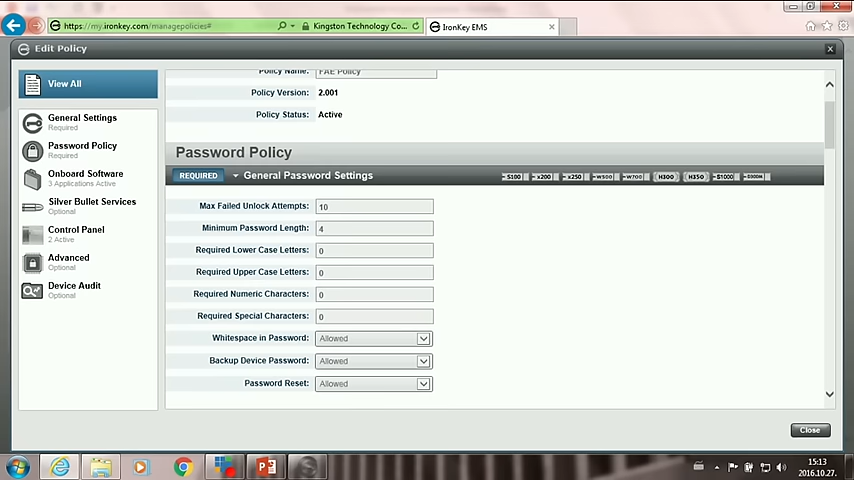 https://my.ironkey.com/managepolicies#
Kingston Technology Co...
IronKey EMS
Edit Policy
View All
General Settings
Required
Password Policy
Required
Onboard Software
3 Applications Active
Silver Bullet Services
Optional
Control Panel
2 Active
Advanced
Optional
Device Audit
Optional
Policy Name: FAE Policy
Policy Version: 2.001
Policy Status: Active
Password Policy
REQUIRED General Password Settings S100 x200 x250 W500 W700 H300 H350 S1000
Max Failed Unlock Attempts: 10
Minimum Password Length: 4
Required Lower Case Letters: 0
Required Upper Case Letters: 0
Required Numeric Characters: 0
Required Special Characters: 0
Whitespace in Password: Allowed
Backup Device Password: Allowed
Password Reset: Allowed
Close
15:13
2016.10.27.